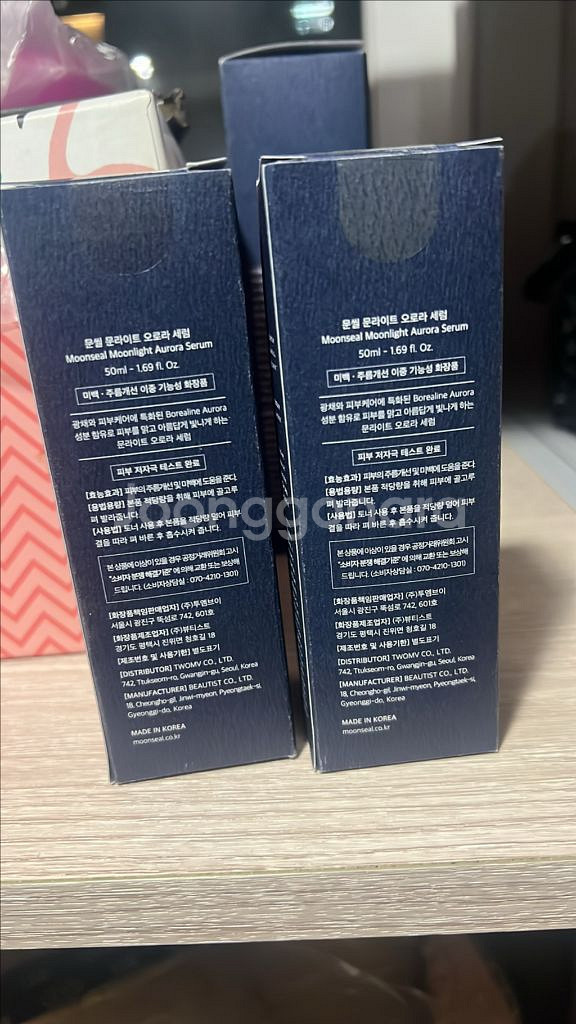 문씰 문라이트 오로라 세럼
Moonseal Moonlight Aurora Serum
50ml - 1.69 fl. Oz.
미백 · 주름개선 이중 기능성 화장품
광채와 피부케어에 특화된 Borealine Aurora
성분 함유로 피부를 맑고 아름답게 빛나게 하는
문라이트 오로라 세럼
피부 저자극 테스트 완료
[효능효과] 피부의 주름개선 및 미백에 도움을 준다.
[용법용량] 본품 적당량을 취해 피부에 골고루
펴 발라줍니다.
[사용법] 토너 사용 후 본품을 적당량 덜어 피부
결을 따라 펴 바른 후 흡수시켜 줍니다.
본 상품에 이상이 있을 경우 공정거래위원회 고시
"소비자 분쟁 해결기준" 에 의해 교환 또는 보상해
드립니다. (소비자상담실 : 070-4210-1301)
[화장품책임판매업자] (주)투엠브이
서울시 광진구 뚝섬로 742, 601호
[화장품제조업자] (주)뷰티스트
경기도 평택시 진위면 청호길 18
[제조번호 및 사용기한] 별도표기
[DISTRIBUTOR] TWOMV CO., LTD.
742, Ttukseom-ro, Gwangjin-gu, Seoul, Korea
[MANUFACTURER] BEAUTIST CO., LTD.
18, Cheongho-gil, Jinwi-myeon, Pyeongtaek-si,
Gyeonggi-do, Korea
MADE IN KOREA
moonseal.co.kr
문씰 문라이트 오로라 세럼
Moonseal Moonlight Aurora Serum
50ml - 1.69 fl. Oz.
미백 · 주름개선 이중 기능성 화장품
광채와 피부케어에 특화된 Borealine Aurora
성분 함유로 피부를 맑고 아름답게 빛나게 하는
문라이트 오로라 세럼
피부 저자극 테스트 완료
[효능효과] 피부의 주름개선 및 미백에 도움을 준다.
[용법용량] 본품 적당량을 취해 피부에 골고루
펴 발라줍니다.
[사용법] 토너 사용 후 본품을 적당량 덜어 피부
결을 따라 펴 바른 후 흡수시켜 줍니다.
본 상품에 이상이 있을 경우 공정거래위원회 고시
"소비자 분쟁 해결기준" 에 의해 교환 또는 보상해
드립니다. (소비자상담실 : 070-4210-1301)
[화장품책임판매업자] (주)투엠브이
서울시 광진구 뚝섬로 742, 601호
[화장품제조업자] (주)뷰티스트
경기도 평택시 진위면 청호길 18
[제조번호 및 사용기한] 별도표기
[DISTRIBUTOR] TWOMV CO., LTD.
742, Ttukseom-ro, Gwangjin-gu, Seoul, Korea
[MANUFACTURER] BEAUTIST CO., LTD.
18, Cheongho-gil, Jinwi-myeon, Pyeongtaek-si,
Gyeonggi-do, Korea
MADE IN KOREA
moonseal.co.kr